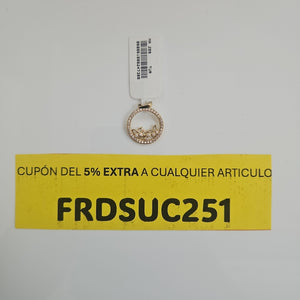 CUPÓN DEL 5% EXTRA A CUALQUIER ARTICULO
FRDSUC251